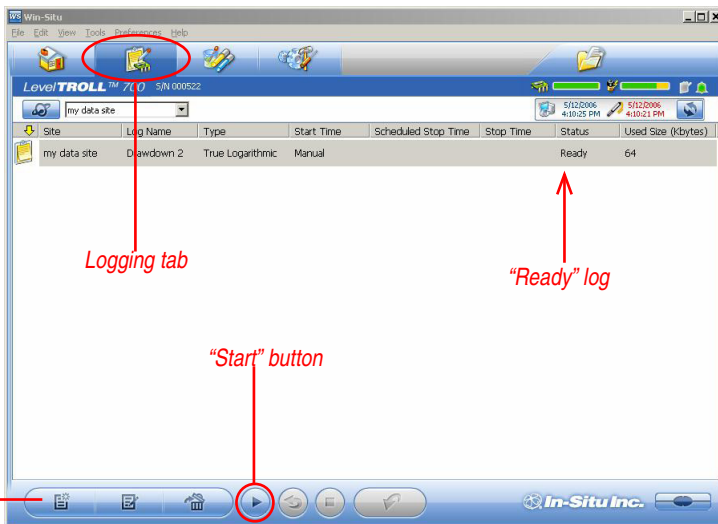 WS Win-Situ
File Edit View Tools Preferences Help
LevelTROLL™ 700 S/N 000522
my data site
5/12/2006
4:10:25 PM
5/12/2006
4:10:21 PM
Site Log Name Type Start Time Scheduled Stop Time Stop Time Status Used Size (Kbytes)
my data site Drawdown 2 True Logarithmic Manual Ready 64
Logging tab
“Ready” log
“Start” button
In-Situ Inc.